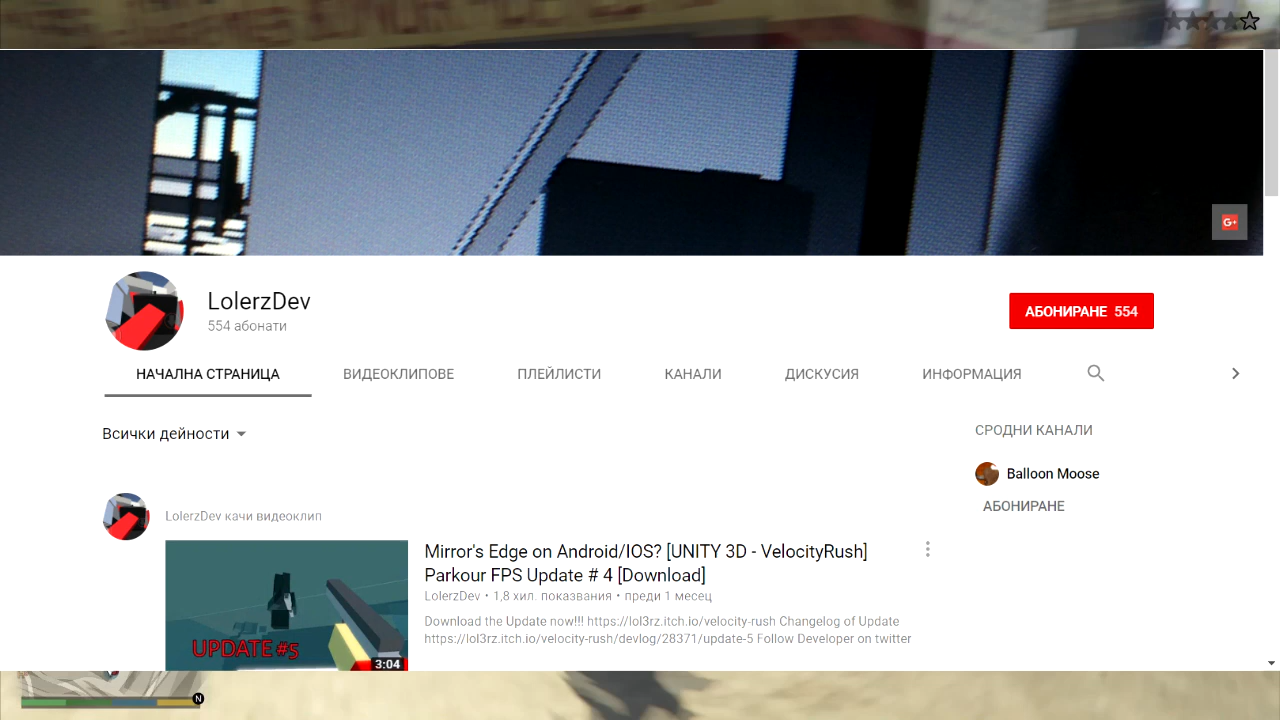 LolerzDev
554 абонати
АБОНИРАНЕ 554
НАЧАЛНА СТРАНИЦА ВИДЕОКЛИПОВЕ ПЛЕЙЛИСТИ КАНАЛИ ДИСКУСИЯ ИНФОРМАЦИЯ
Всички дейности
СРОДНИ КАНАЛИ
Balloon Moose
АБОНИРАНЕ
LolerzDev качи видеоклип
Mirror's Edge on Android/IOS? [UNITY 3D - VelocityRush]
Parkour FPS Update # 4 [Download]
LolerzDev • 1,8 хил. показвания • преди 1 месец
Download the Update now!!! https://lol3rz.itch.io/velocity-rush Changelog of Update
https://lol3rz.itch.io/velocity-rush/devlog/28371/update-5 Follow Developer on twitter
UPDATE #5
3:04
G+
N